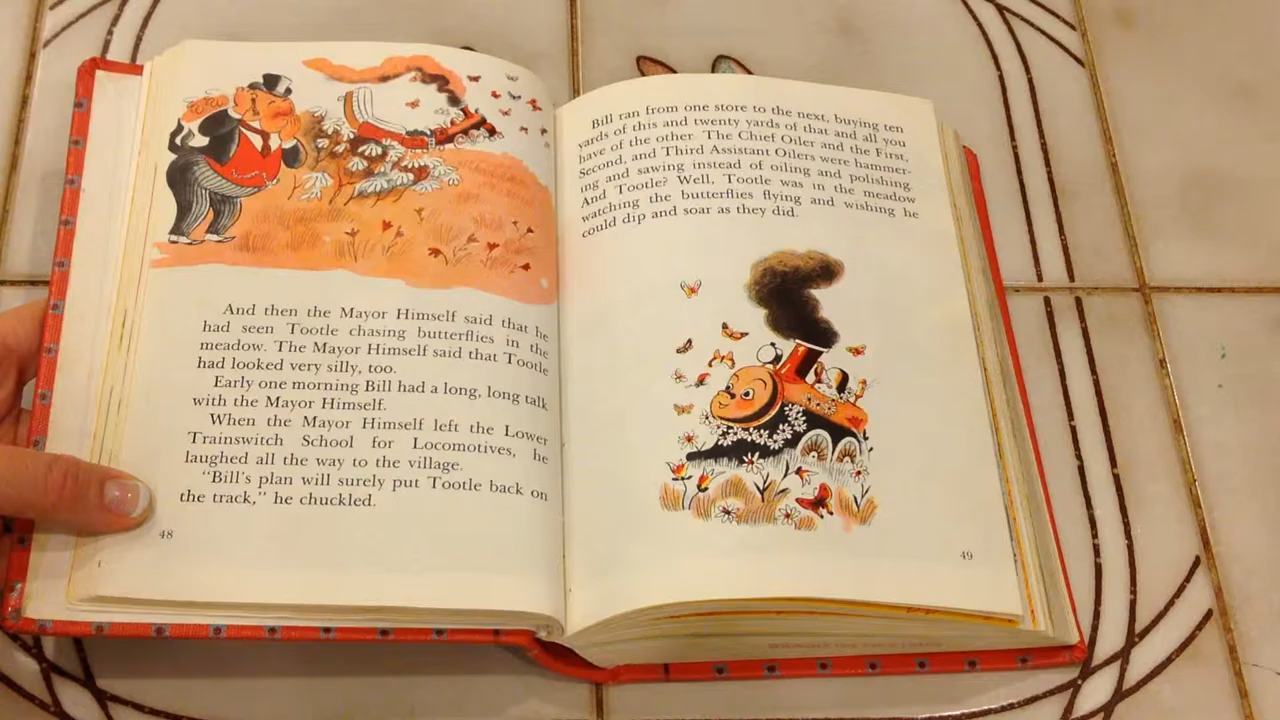 And then the Mayor Himself said that he
had seen Tootle chasing butterflies in the
meadow. The Mayor Himself said that Tootle
had looked very silly, too.
Early one morning Bill had a long, long talk
with the Mayor Himself.
When the Mayor Himself left the Lower
Trainswitch School for Locomotives, he
laughed all the way to the village.
"Bill's plan will surely put Tootle back on
the track," he chuckled.
48
Bill ran from one store to the next, buying ten
yards of this and twenty yards of that and all you
have of the other The Chief Oiler and the First,
Second, and Third Assistant Oilers were hammer-
ing and sawing instead of oiling and polishing.
And Tootle? Well, Tootle was in the meadow
watching the butterflies flying and wishing he
could dip and soar as they did.
49